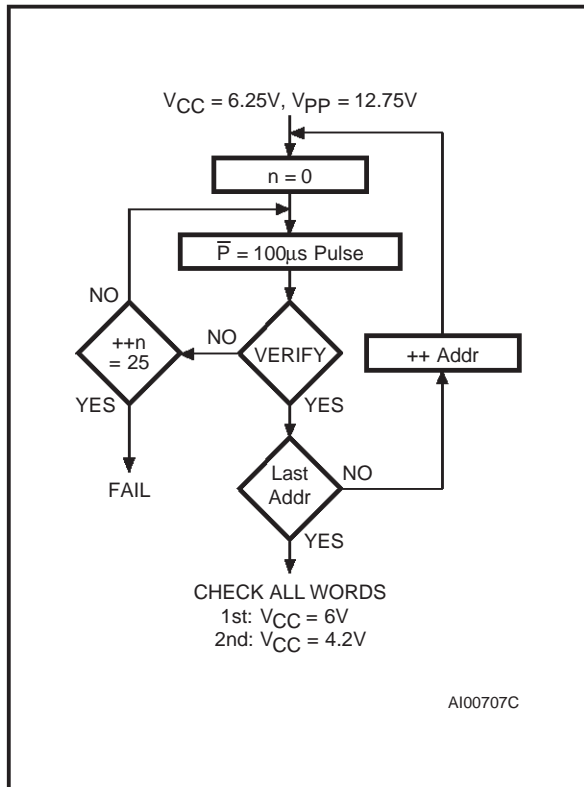 VCC = 6.25V, VPP = 12.75V
n = 0
P̅ = 100µs Pulse
NO
++n
= 25
NO
VERIFY
++ Addr
YES
YES
FAIL
Last
Addr
NO
YES
CHECK ALL WORDS
1st: VCC = 6V
2nd: VCC = 4.2V
AI00707C